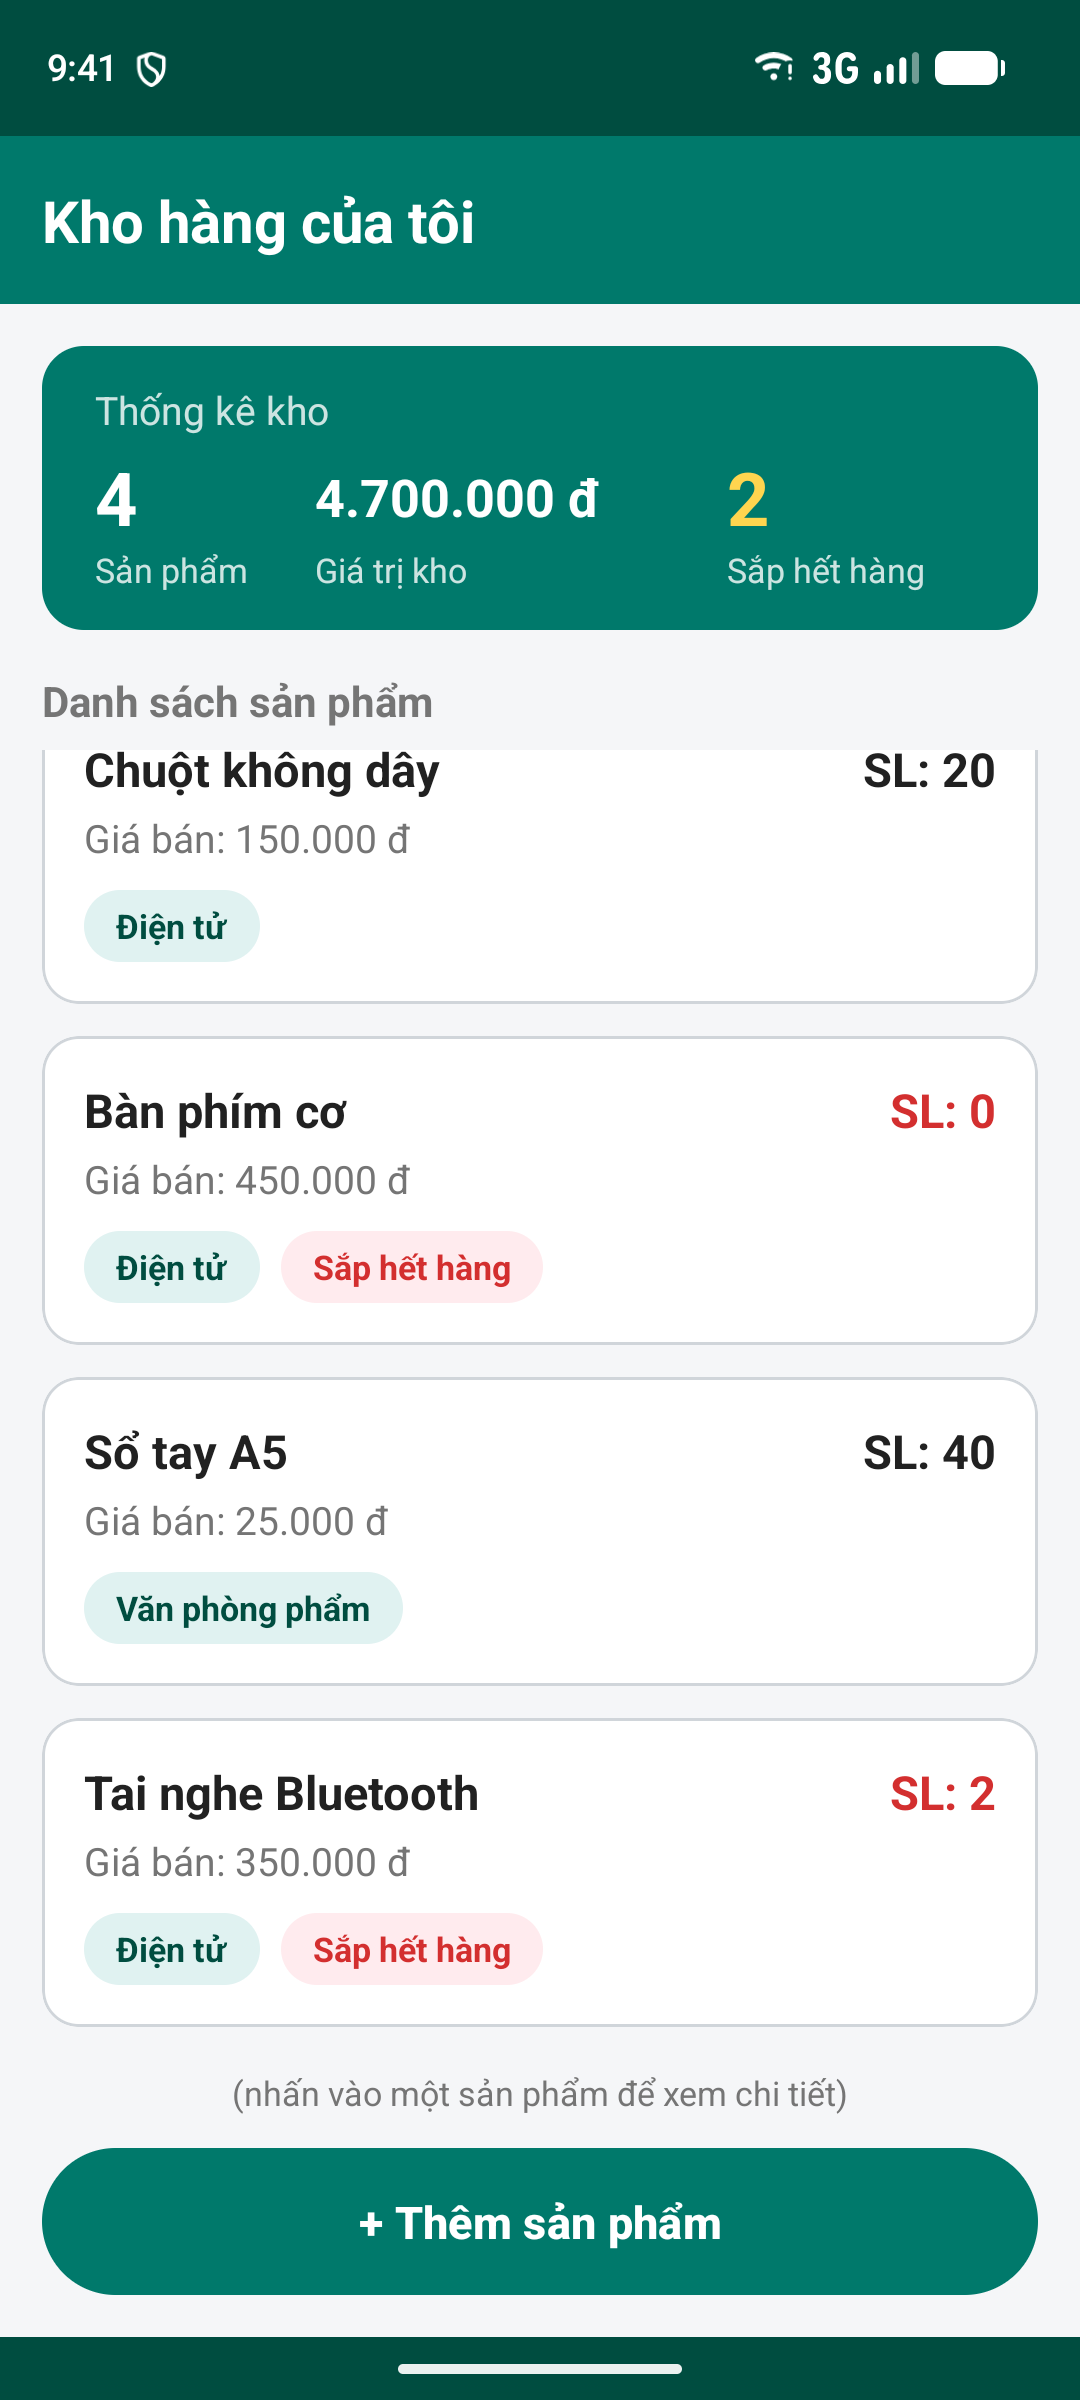 9:41
3G
Kho hàng của tôi
Thống kê kho
4 4.700.000 đ 2
Sản phẩm Giá trị kho Sắp hết hàng
Danh sách sản phẩm
Chuột không dây SL: 20
Giá bán: 150.000 đ
Điện tử
Bàn phím cơ SL: 0
Giá bán: 450.000 đ
Điện tử Sắp hết hàng
Sổ tay A5 SL: 40
Giá bán: 25.000 đ
Văn phòng phẩm
Tai nghe Bluetooth SL: 2
Giá bán: 350.000 đ
Điện tử Sắp hết hàng
(nhấn vào một sản phẩm để xem chi tiết)
+ Thêm sản phẩm